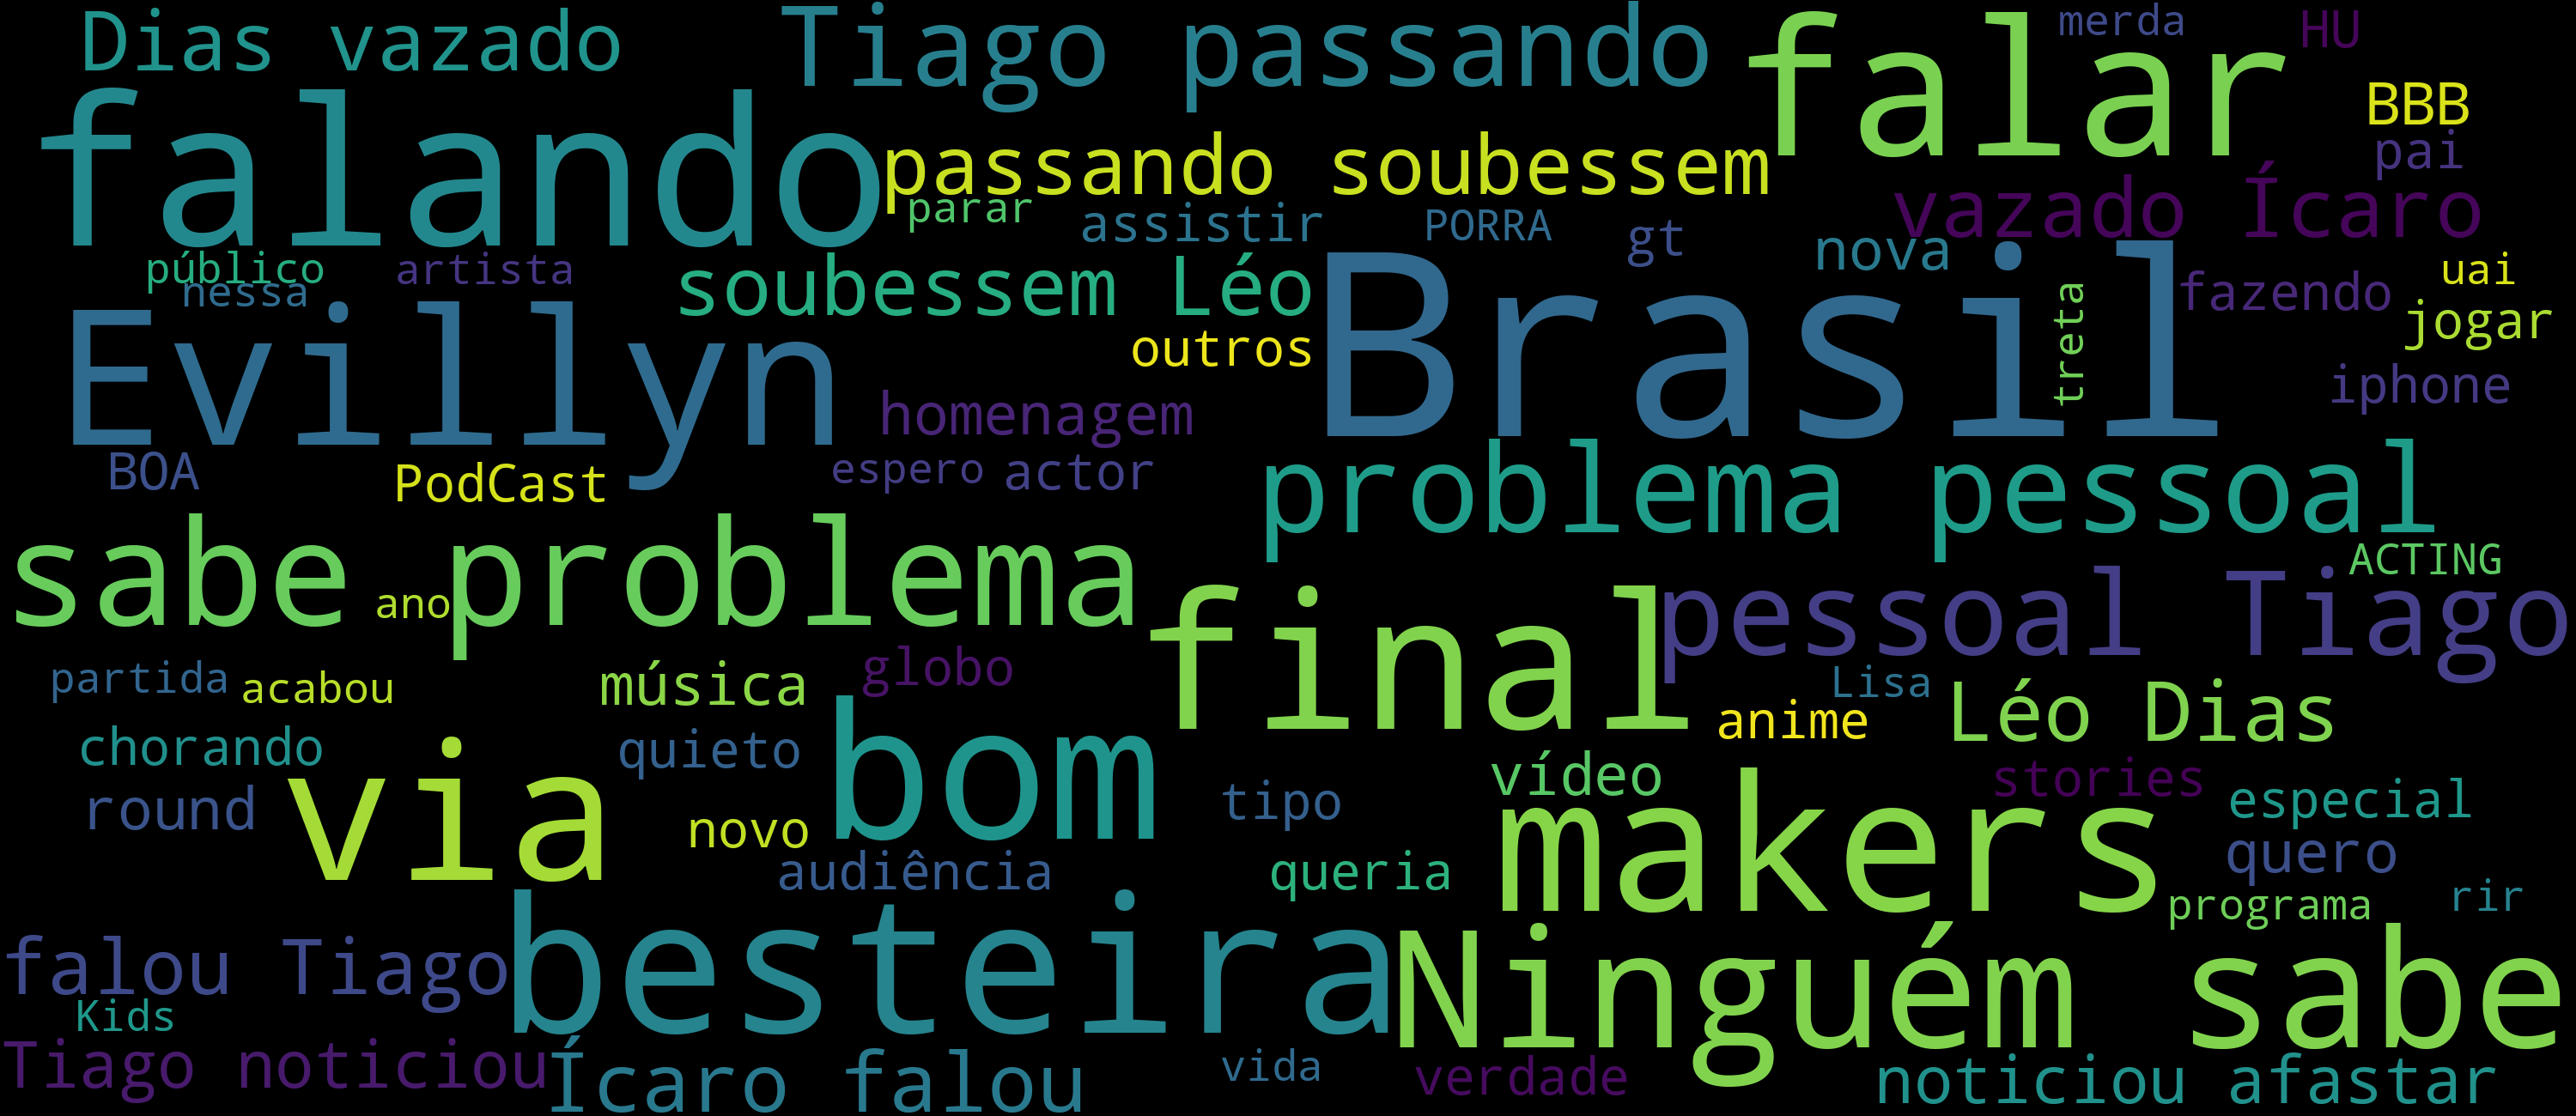 Dias vazado
Tiago passando
falar
merda
HU
BBB
pai
falando
passando soubessem
vazado Ícaro
parar
assistir
PORRA
gt
nova
público
nessa
artista
soubessem Léo
Brasil
treta
fazendo
uai
jogar
Evillyn
outros
iphone
homenagem
BOA
PodCast
espero
actor
problema pessoal
sabe problema
ano
ACTING
final
pessoal Tiago
partida
acabou
música
globo
Lisa
anime
Léo Dias
chorando
via
quieto
bom
vídeo
stories
round
novo
tipo
makers
especial
quero
audiência
queria
programa
rir
besteira
Ninguém sabe
falou Tiago
Kids
Tiago noticiou
Ícaro falou
vida
verdade
noticiou afastar